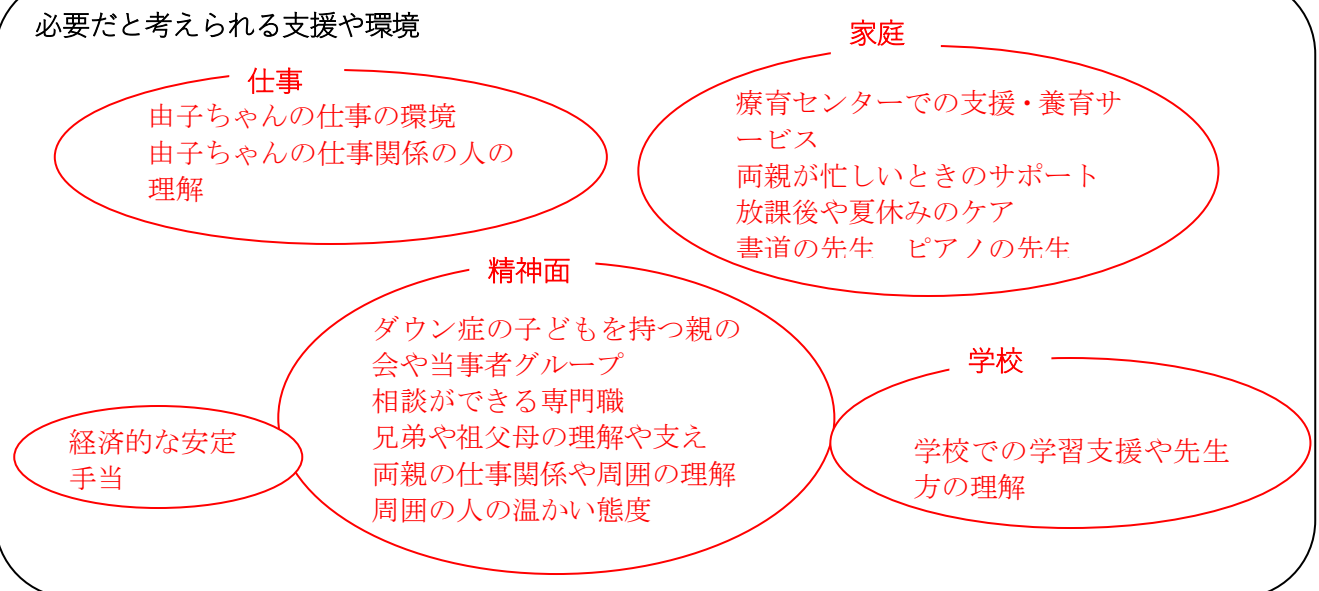 必要だと考えられる支援や環境
仕事
由子ちゃんの仕事の環境
由子ちゃんの仕事関係の人の
理解
家庭
療育センターでの支援・養育サ
ービス
両親が忙しいときのサポート
放課後や夏休みのケア
書道の先生　ピアノの先生
精神面
ダウン症の子どもを持つ親の
会や当事者グループ
相談ができる専門職
兄弟や祖父母の理解や支え
両親の仕事関係や周囲の理解
周囲の人の温かい態度
経済的な安定
手当
学校
学校での学習支援や先生
方の理解